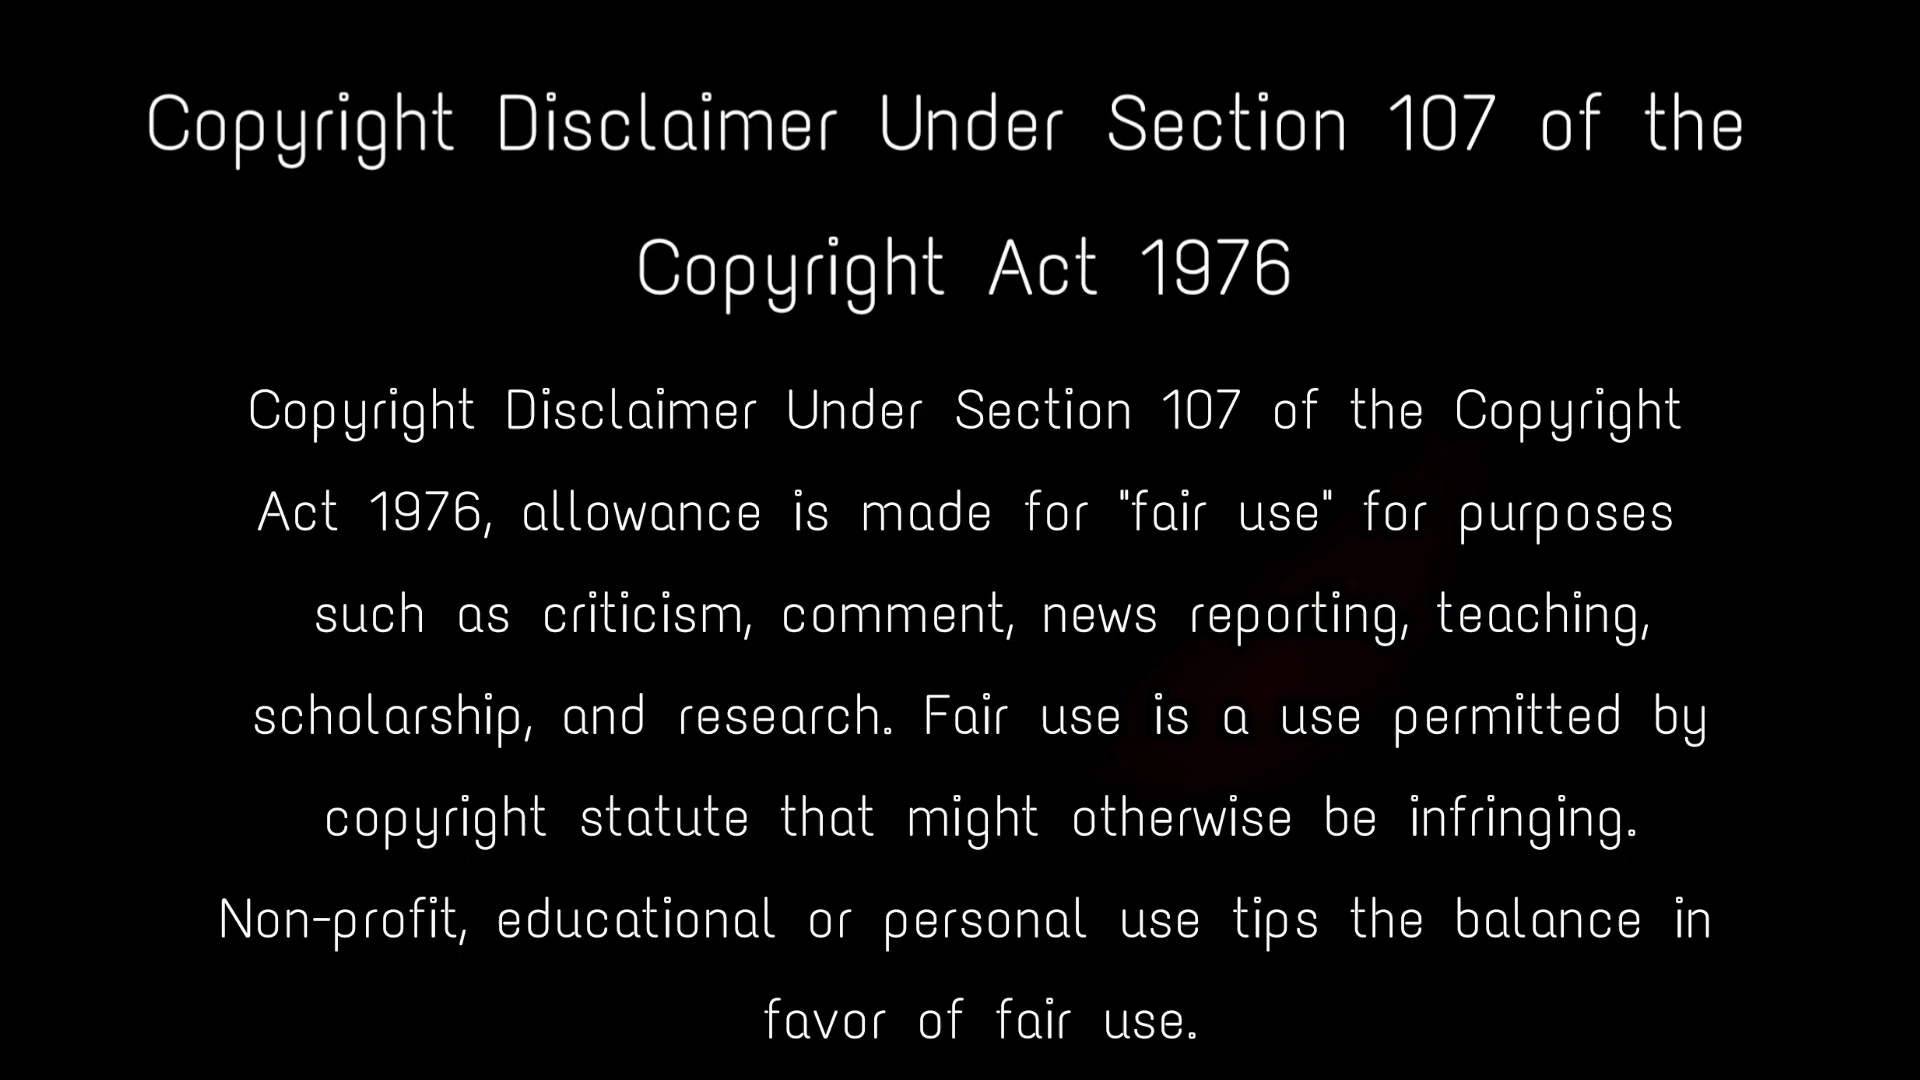 Copyright Disclaimer Under Section 107 of the
Copyright Act 1976
Copyright Disclaimer Under Section 107 of the Copyright
Act 1976, allowance is made for "fair use" for purposes
such as criticism, comment, news reporting, teaching,
scholarship, and research. Fair use is a use permitted by
copyright statute that might otherwise be infringing.
Non-profit, educational or personal use tips the balance in
favor of fair use.